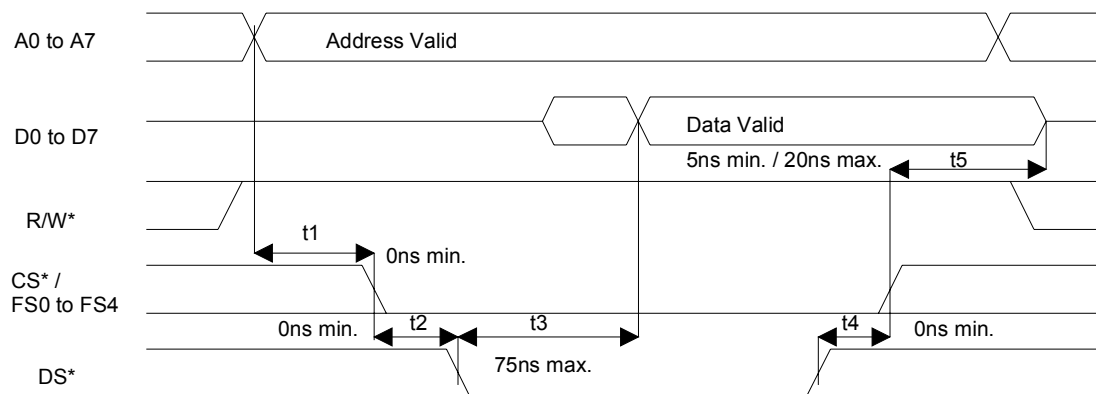 A0 to A7
Address Valid
D0 to D7
Data Valid
5ns min. / 20ns max.
t5
R/W*
t1
0ns min.
CS* /
FS0 to FS4
0ns min.
t2
t3
t4
0ns min.
75ns max.
DS*